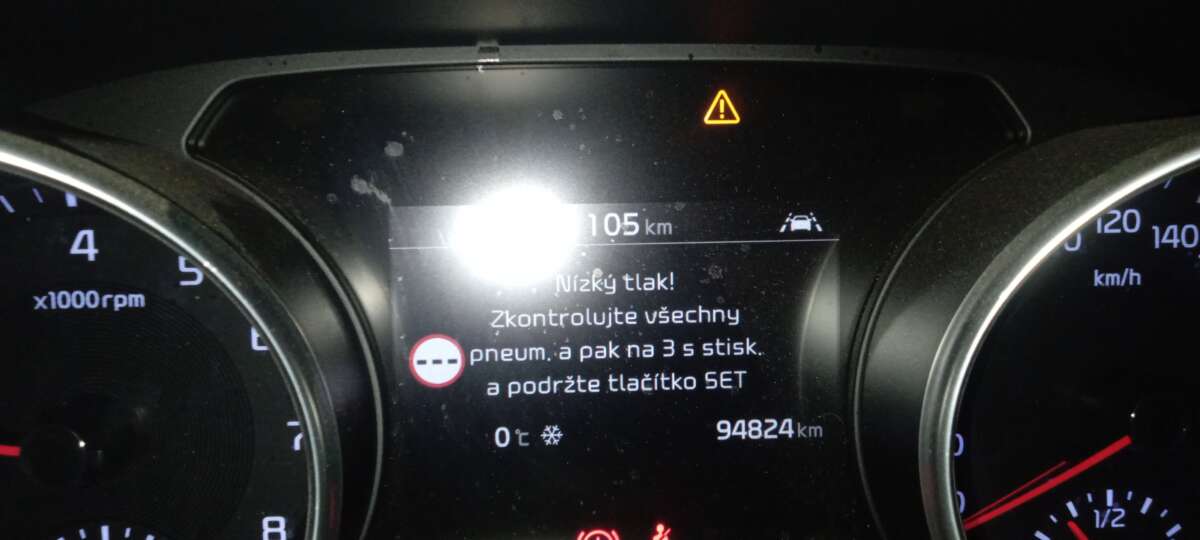 105 km
Nízký tlak!
Zkontrolujte všechny
pneum. a pak na 3 s stisk.
a podržte tlačítko SET
---
0 °C
94824 km
4
5
6
7
8
x1000rpm
120
140
km/h
1/2